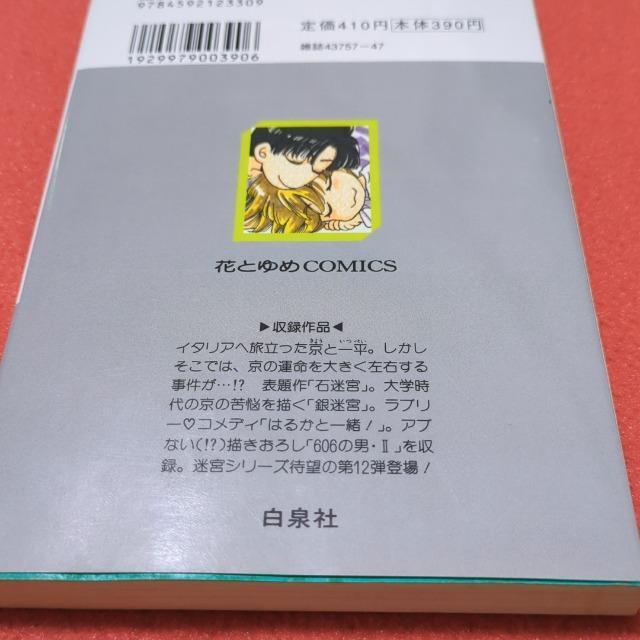 9784592123309
1929979003906
定価410円 本体390円
雑誌43757-47
花とゆめCOMICS
▶収録作品◀
イタリアへ旅立った京と一平。しかし
そこでは、京の運命を大きく左右する
事件が…!? 表題作「石迷宮」。大学時
代の京の苦悩を描く「銀迷宮」。ラブリ
ー♡コメディ「はるかと一緒!」。アブ
ない(!?)描きおろし「606の男・Ⅱ」を収
録。迷宮シリーズ待望の第12弾登場!
白泉社